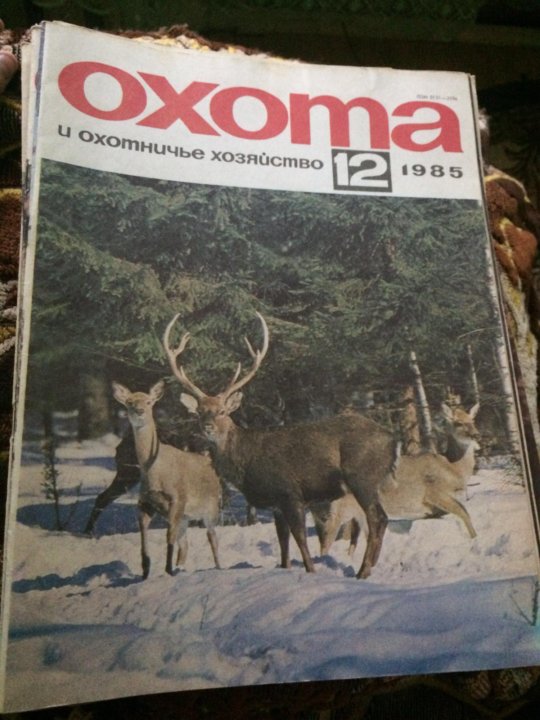 охота
и охотничье хозяйство 12 1985